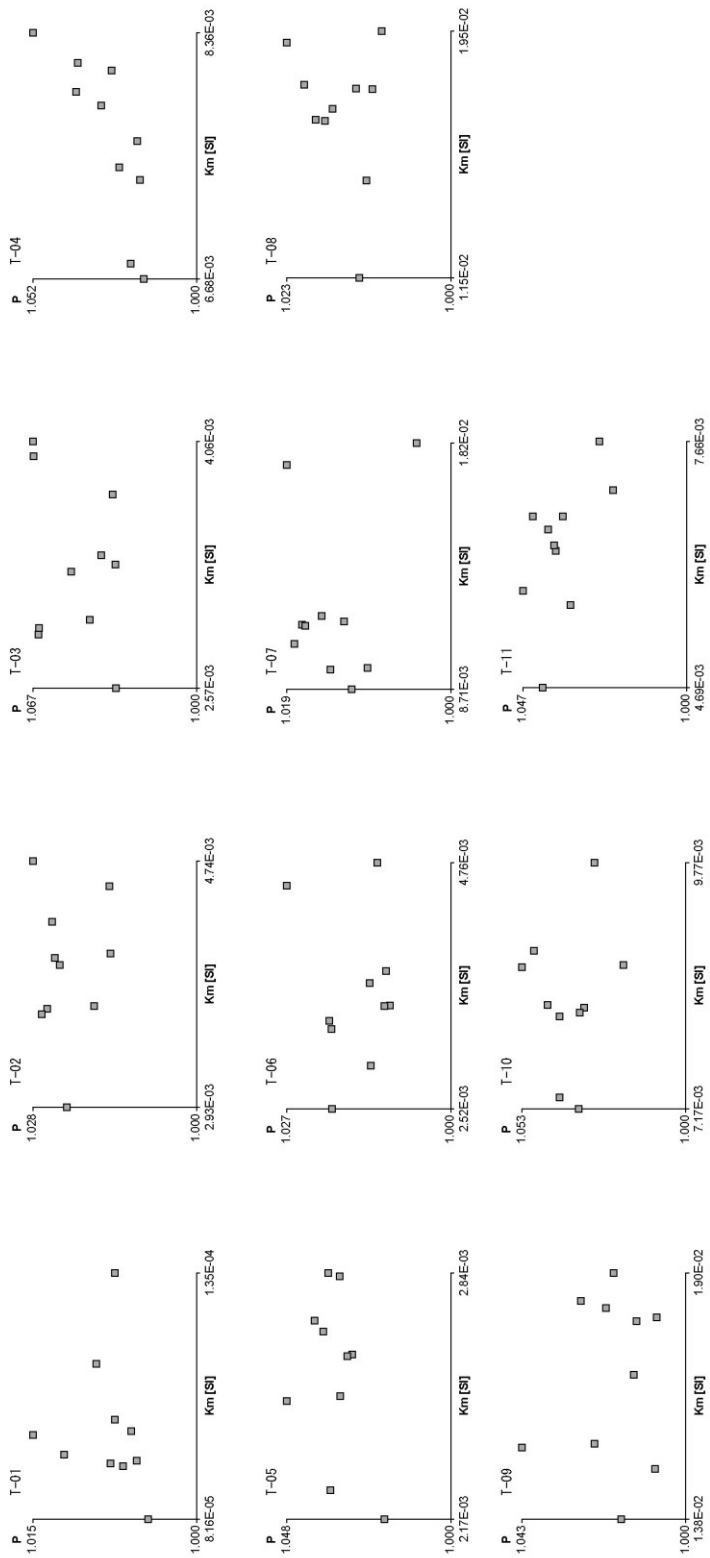 T-01
P
1.015
1.000
8.16E-05
Km [SI]
1.35E-04
T-02
P
1.028
1.000
2.93E-03
Km [SI]
4.74E-03
T-03
P
1.067
1.000
2.57E-03
Km [SI]
4.06E-03
T-04
P
1.052
1.000
6.68E-03
Km [SI]
8.36E-03
T-05
P
1.048
1.000
2.17E-03
Km [SI]
2.84E-03
T-06
P
1.027
1.000
2.52E-03
Km [SI]
4.76E-03
T-07
P
1.019
1.000
8.71E-03
Km [SI]
1.82E-02
T-08
P
1.023
1.000
1.15E-02
Km [SI]
1.95E-02
T-09
P
1.043
1.000
1.38E-02
Km [SI]
1.90E-02
T-10
P
1.053
1.000
7.17E-03
Km [SI]
9.77E-03
T-11
P
1.047
1.000
4.69E-03
Km [SI]
7.66E-03